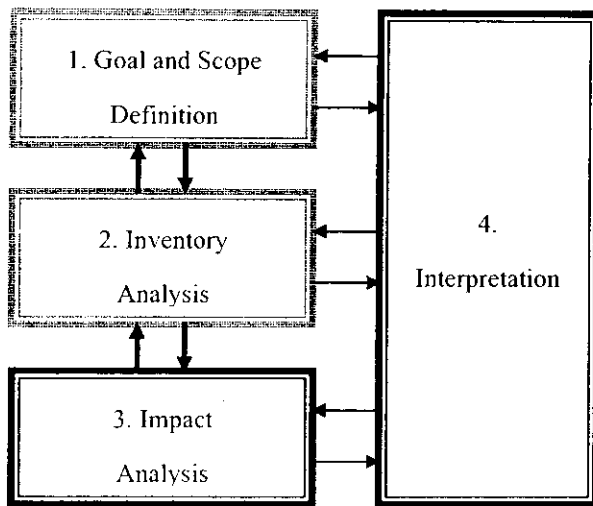 1. Goal and Scope
Definition
2. Inventory
Analysis
3. Impact
Analysis
4.
Interpretation